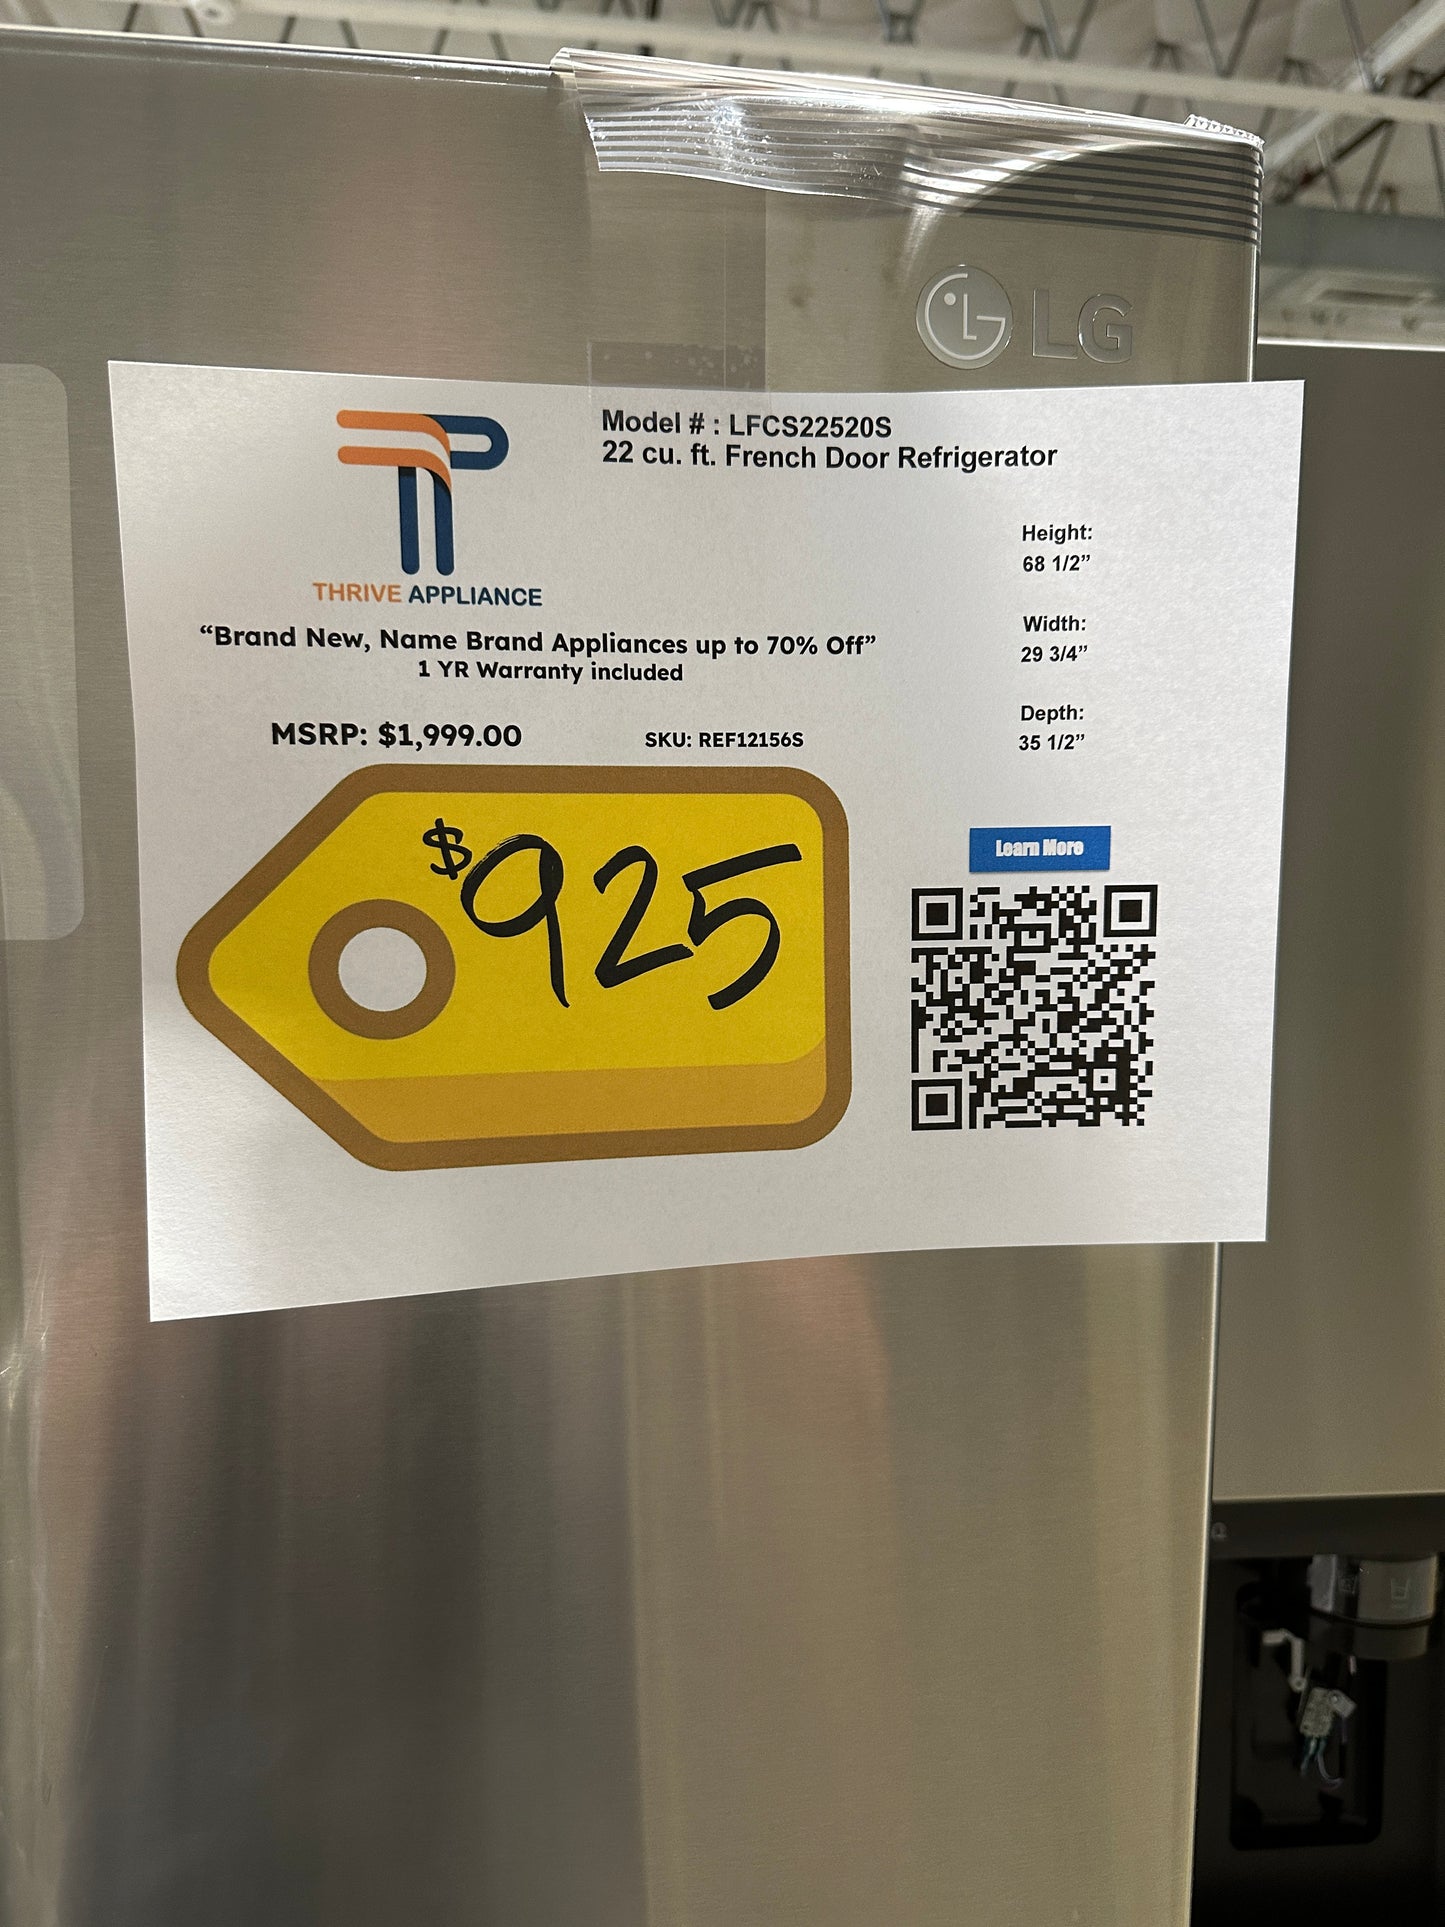 LG
Model # : LFCS22520S
22 cu. ft. French Door Refrigerator
THRIVE APPLIANCE
“Brand New, Name Brand Appliances up to 70% Off”
1 YR Warranty included
MSRP: $1,999.00
SKU: REF12156S
Height:
68 1/2”
Width:
29 3/4”
Depth:
35 1/2”
$925
Learn More